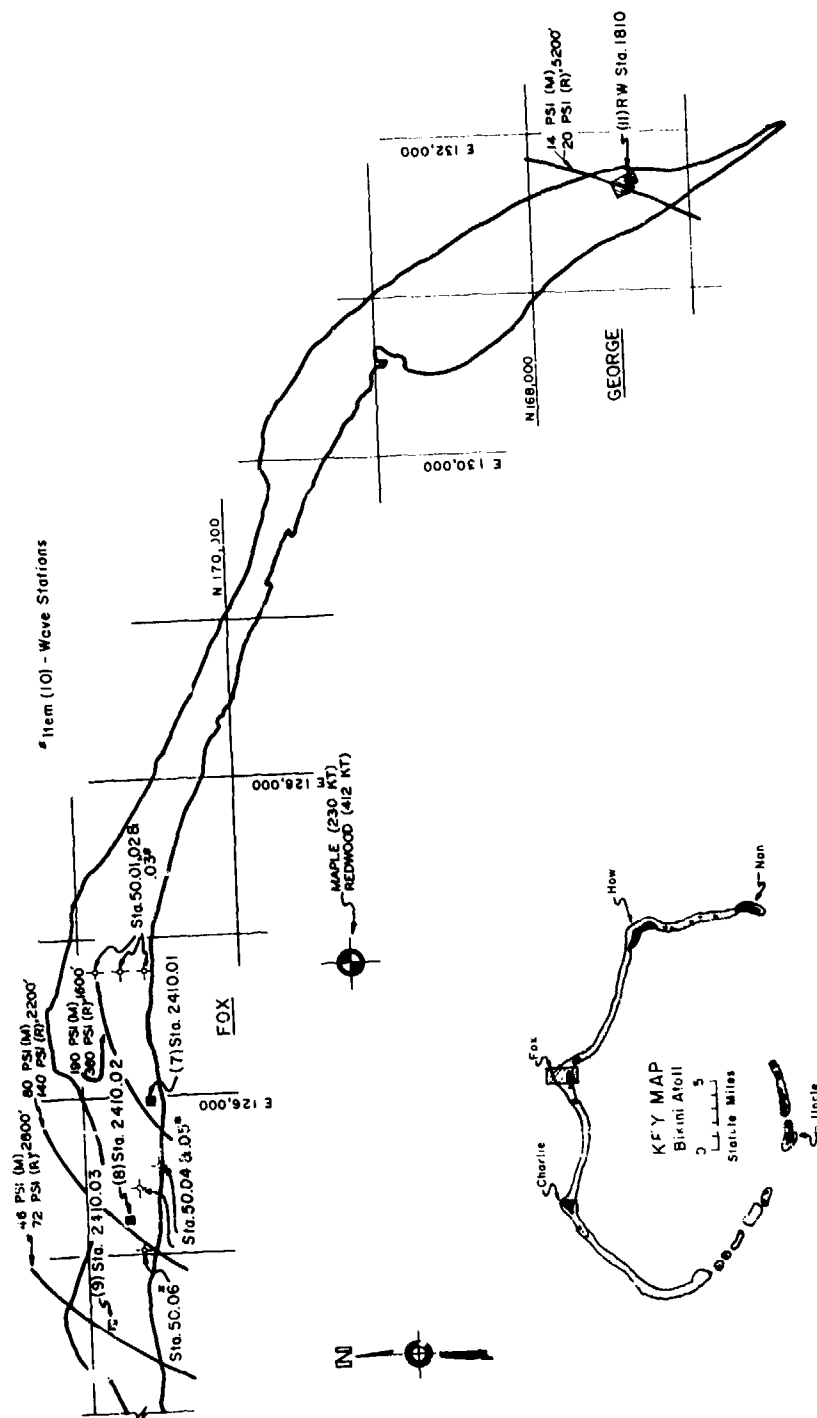 *Item (10) - Wave Stations
46 PSI (M), 2800'
72 PSI (R)
80 PSI (M), 2200'
140 PSI (R)
190 PSI (M), 1600'
380 PSI (R)
(9) Sta. 2410.03
(8) Sta. 2410.02
(7) Sta. 2410.01
Sta. 50.01, .02 &
.03*
Sta. 50.04 & .05*
Sta. 50.06*
FOX
E 126,000
E 128,000
N 170,000
E 130,000
N 168,000
E 132,000
GEORGE
14 PSI (M)
20 PSI (R), 5200'
(11) RW Sta. 1810
MAPLE (230 KT)
REDWOOD (412 KT)
N
KEY MAP
Bikini Atoll
0 5
Statute Miles
Charlie
Fox
How
Nan
Uncle